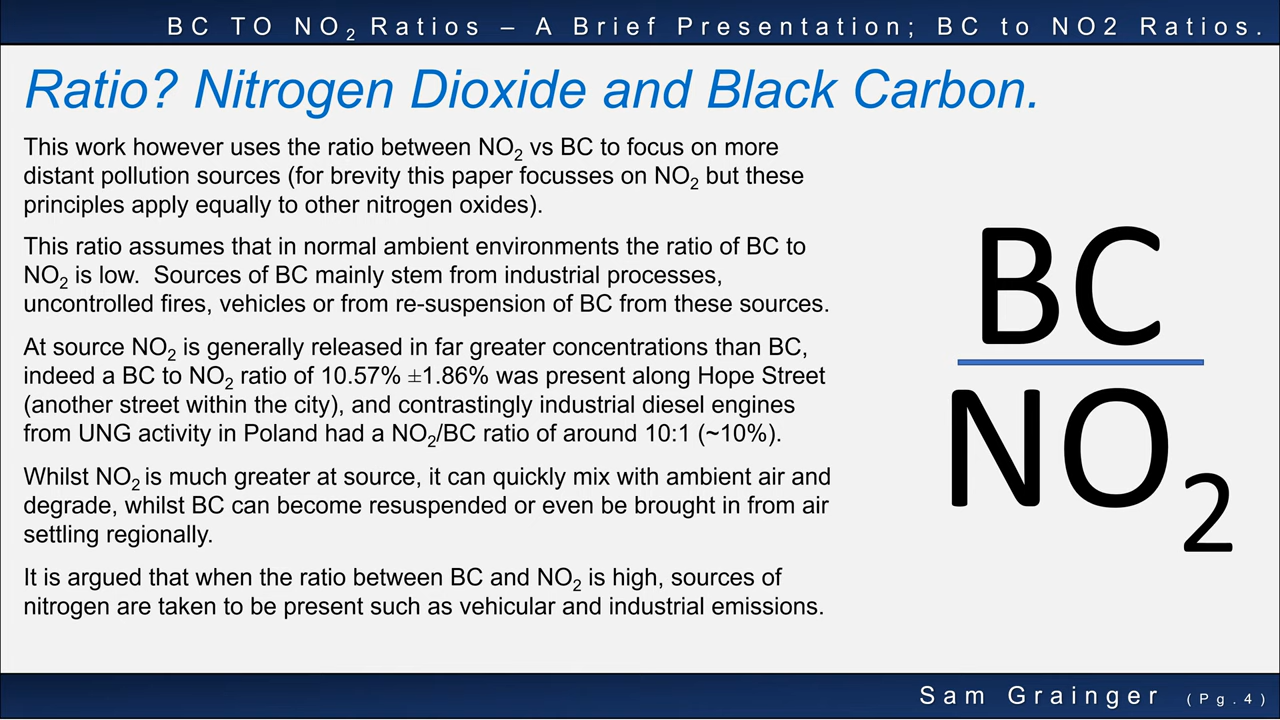 BC TO NO₂ Ratios – A Brief Presentation; BC to NO2 Ratios.
Ratio? Nitrogen Dioxide and Black Carbon.
This work however uses the ratio between NO₂ vs BC to focus on more
distant pollution sources (for brevity this paper focusses on NO₂ but these
principles apply equally to other nitrogen oxides).
This ratio assumes that in normal ambient environments the ratio of BC to
NO₂ is low.  Sources of BC mainly stem from industrial processes,
uncontrolled fires, vehicles or from re-suspension of BC from these sources.
At source NO₂ is generally released in far greater concentrations than BC,
indeed a BC to NO₂ ratio of 10.57% ±1.86% was present along Hope Street
(another street within the city), and contrastingly industrial diesel engines
from UNG activity in Poland had a NO₂/BC ratio of around 10:1 (~10%).
Whilst NO₂ is much greater at source, it can quickly mix with ambient air and
degrade, whilst BC can become resuspended or even be brought in from air
settling regionally.
It is argued that when the ratio between BC and NO₂ is high, sources of
nitrogen are taken to be present such as vehicular and industrial emissions.
BC
NO₂
Sam Grainger (Pg.4)